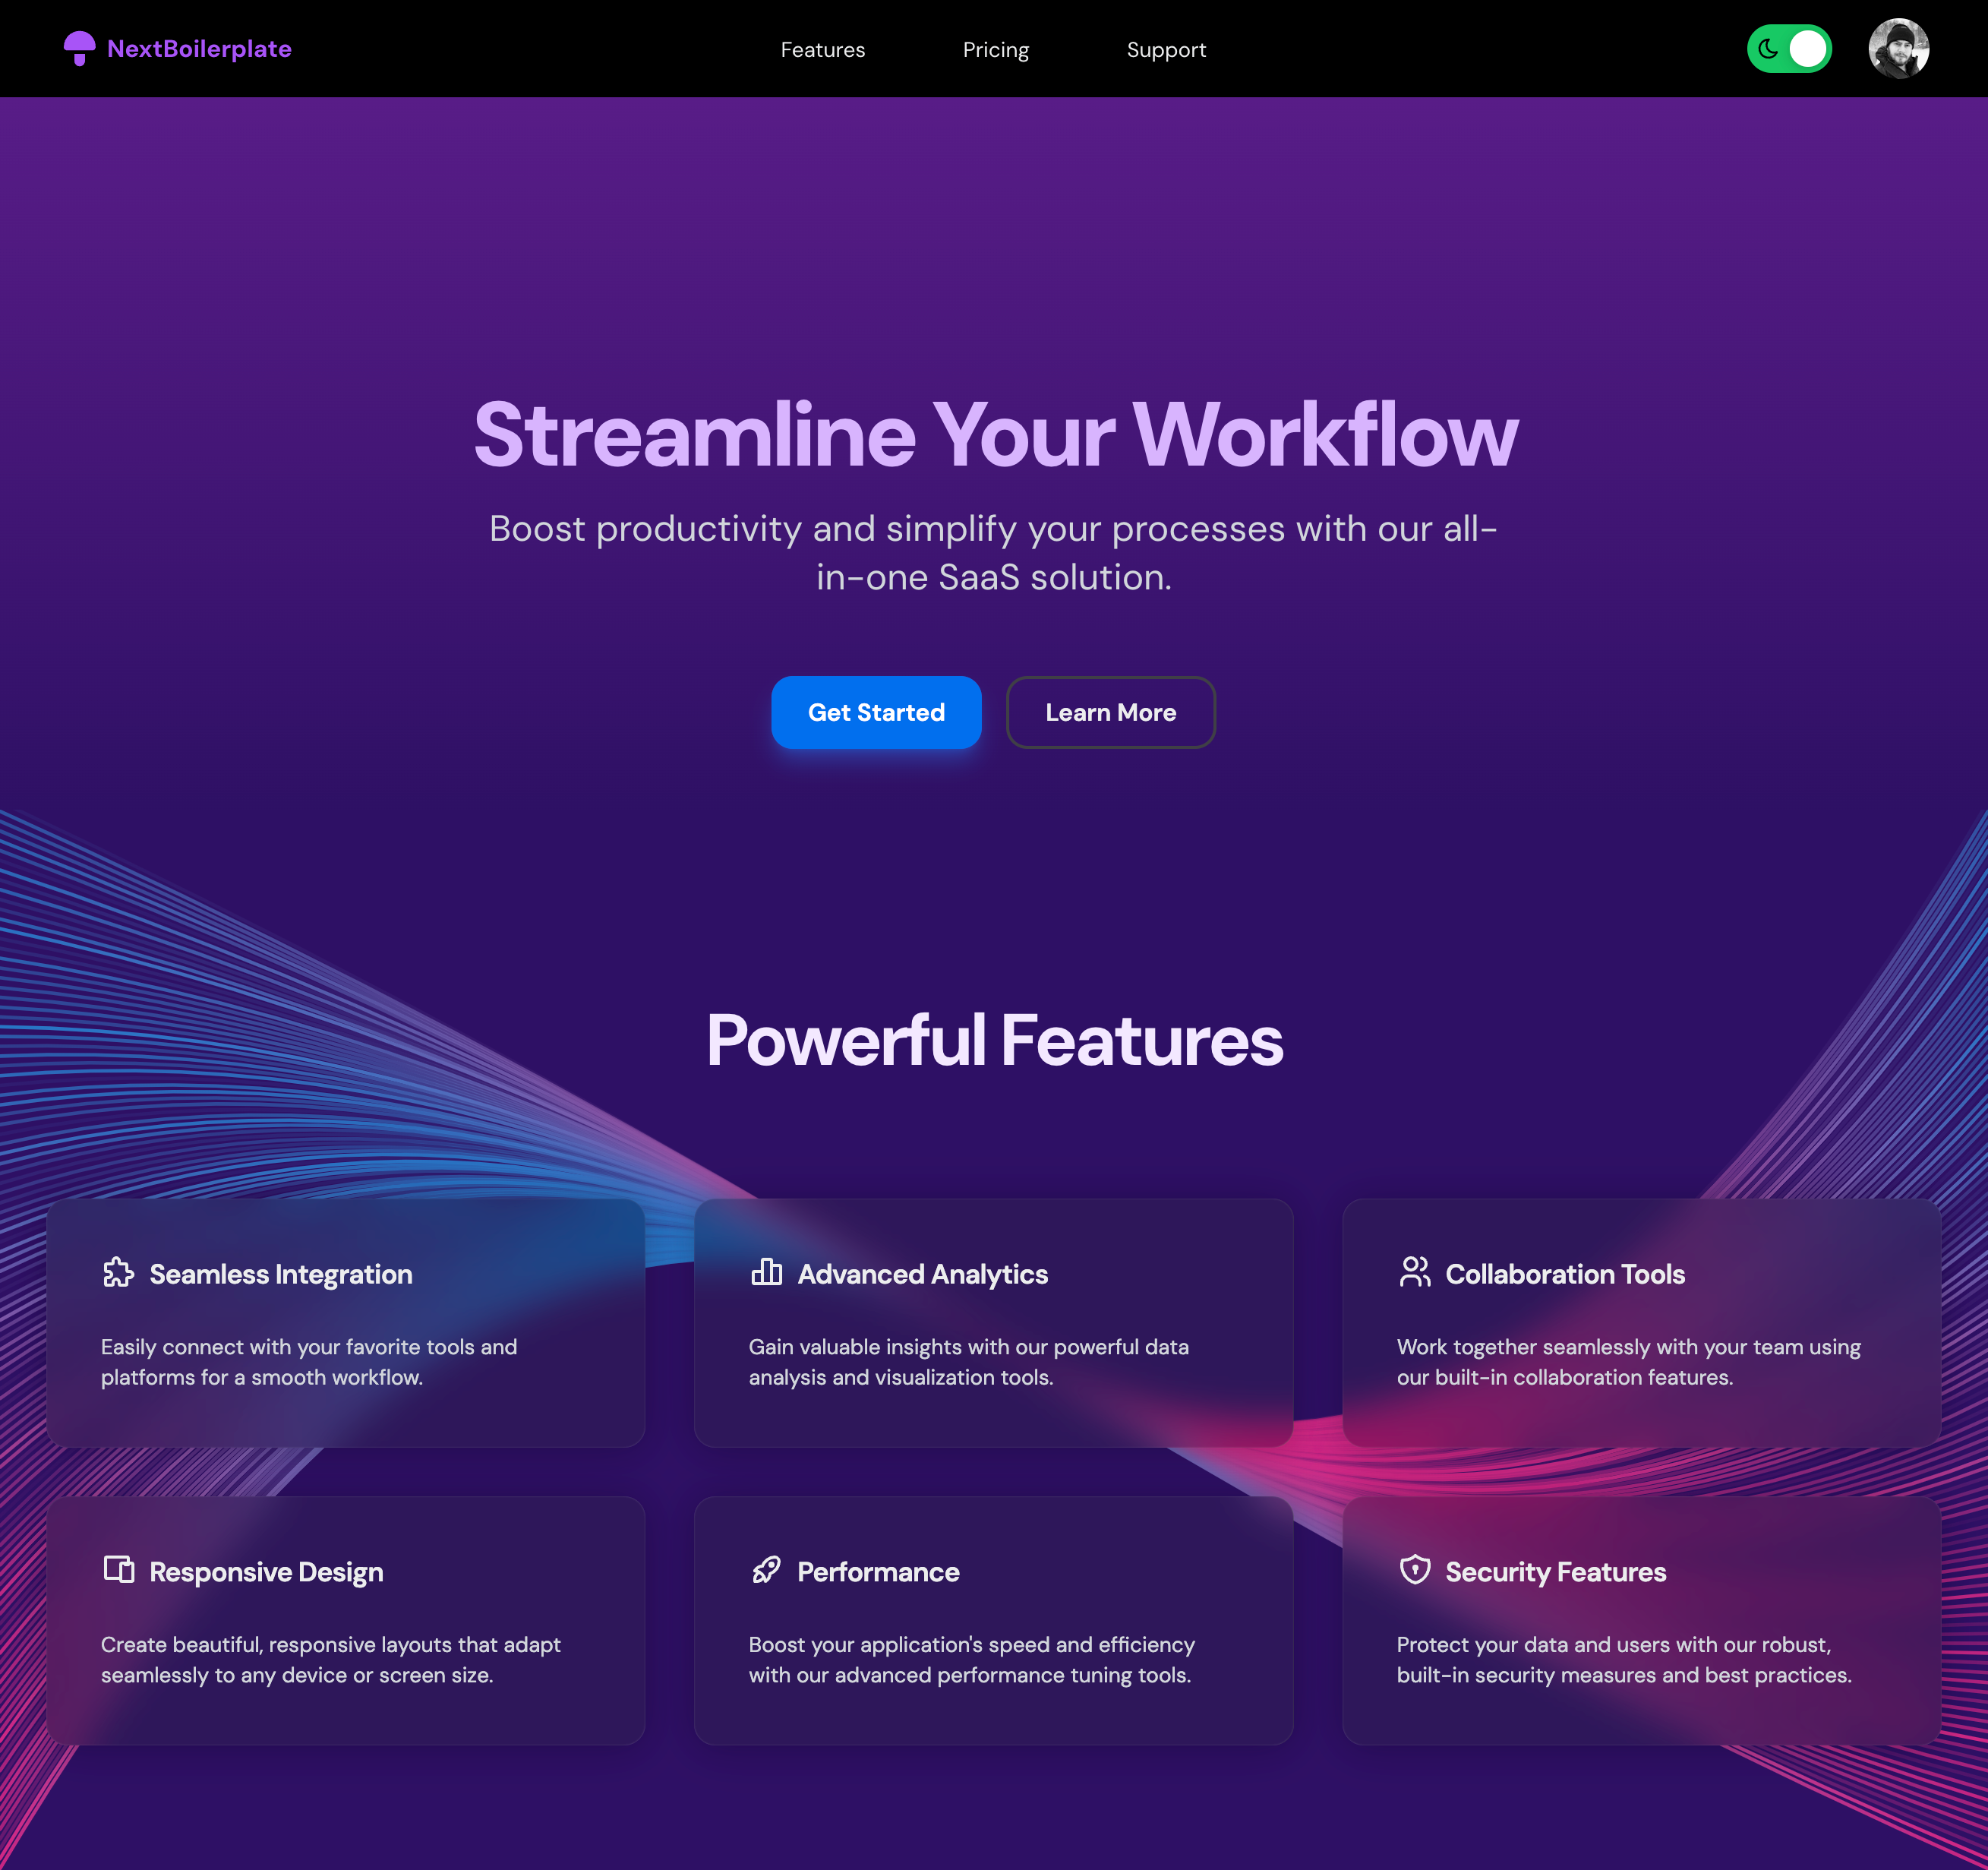 NextBoilerplate
Features
Pricing
Support
Streamline Your Workflow
Boost productivity and simplify your processes with our all-
in-one SaaS solution.
Get Started
Learn More
Powerful Features
Seamless Integration
Easily connect with your favorite tools and
platforms for a smooth workflow.
Advanced Analytics
Gain valuable insights with our powerful data
analysis and visualization tools.
Collaboration Tools
Work together seamlessly with your team using
our built-in collaboration features.
Responsive Design
Create beautiful, responsive layouts that adapt
seamlessly to any device or screen size.
Performance
Boost your application's speed and efficiency
with our advanced performance tuning tools.
Security Features
Protect your data and users with our robust,
built-in security measures and best practices.